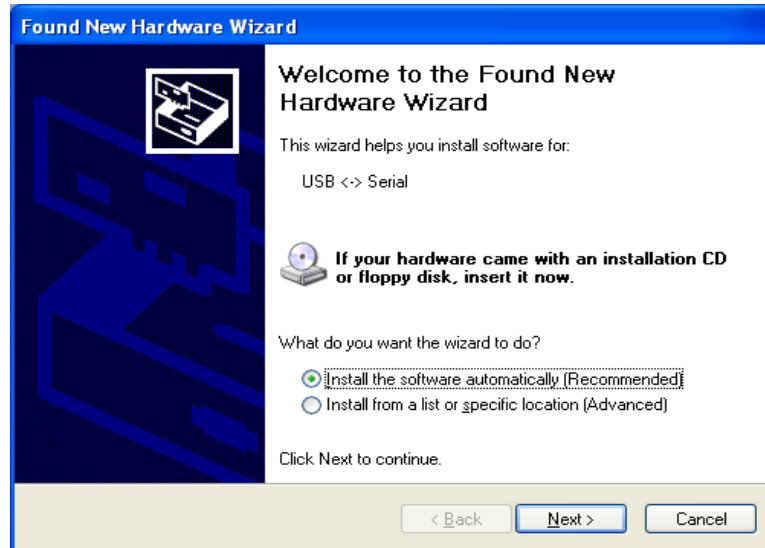 Found New Hardware Wizard
Welcome to the Found New
Hardware Wizard
This wizard helps you install software for:
USB <-> Serial
If your hardware came with an installation CD
or floppy disk, insert it now.
What do you want the wizard to do?
Install the software automatically (Recommended)
Install from a list or specific location (Advanced)
Click Next to continue.
< Back
Next >
Cancel